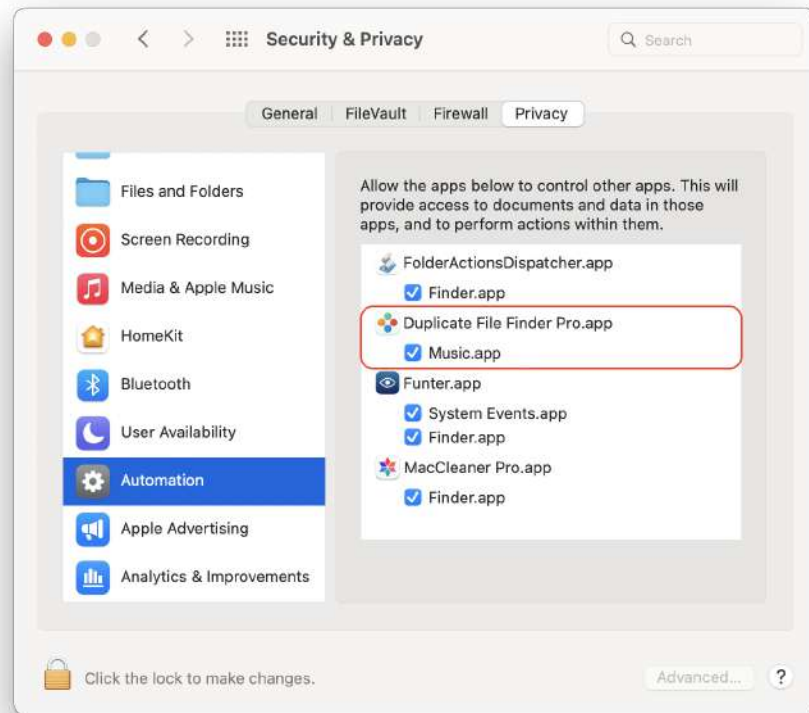 Security & Privacy
Search
General
FileVault
Firewall
Privacy
Files and Folders
Screen Recording
Media & Apple Music
HomeKit
Bluetooth
User Availability
Automation
Apple Advertising
Analytics & Improvements
Allow the apps below to control other apps. This will
provide access to documents and data in those
apps, and to perform actions within them.
FolderActionsDispatcher.app
Finder.app
Duplicate File Finder Pro.app
Music.app
Funter.app
System Events.app
Finder.app
MacCleaner Pro.app
Finder.app
Click the lock to make changes.
Advanced...
?